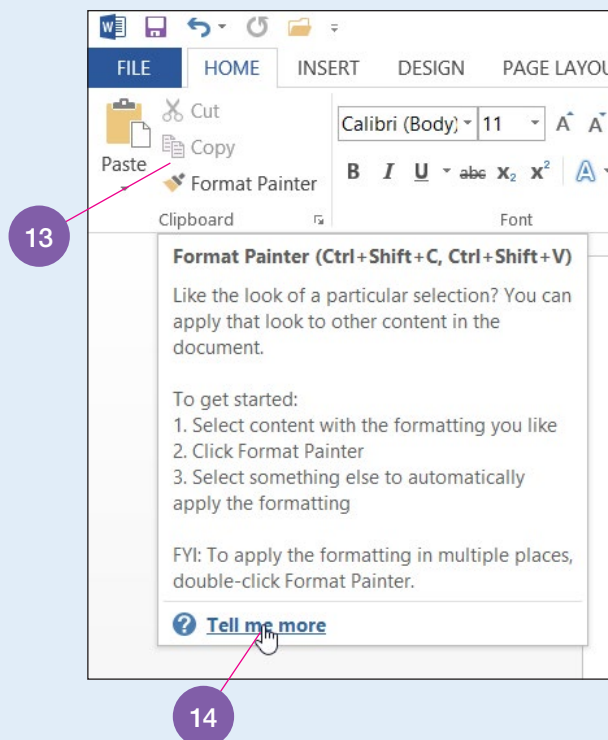 W
FILE HOME INSERT DESIGN PAGE LAYOU
Cut
Calibri (Body) 11 A A
Copy
Paste
B I U abc X₂ X² A
Format Painter
Clipboard Font
13
Format Painter (Ctrl+Shift+C, Ctrl+Shift+V)
Like the look of a particular selection? You can
apply that look to other content in the
document.
To get started:
1. Select content with the formatting you like
2. Click Format Painter
3. Select something else to automatically
apply the formatting
FYI: To apply the formatting in multiple places,
double-click Format Painter.
? Tell me more
14